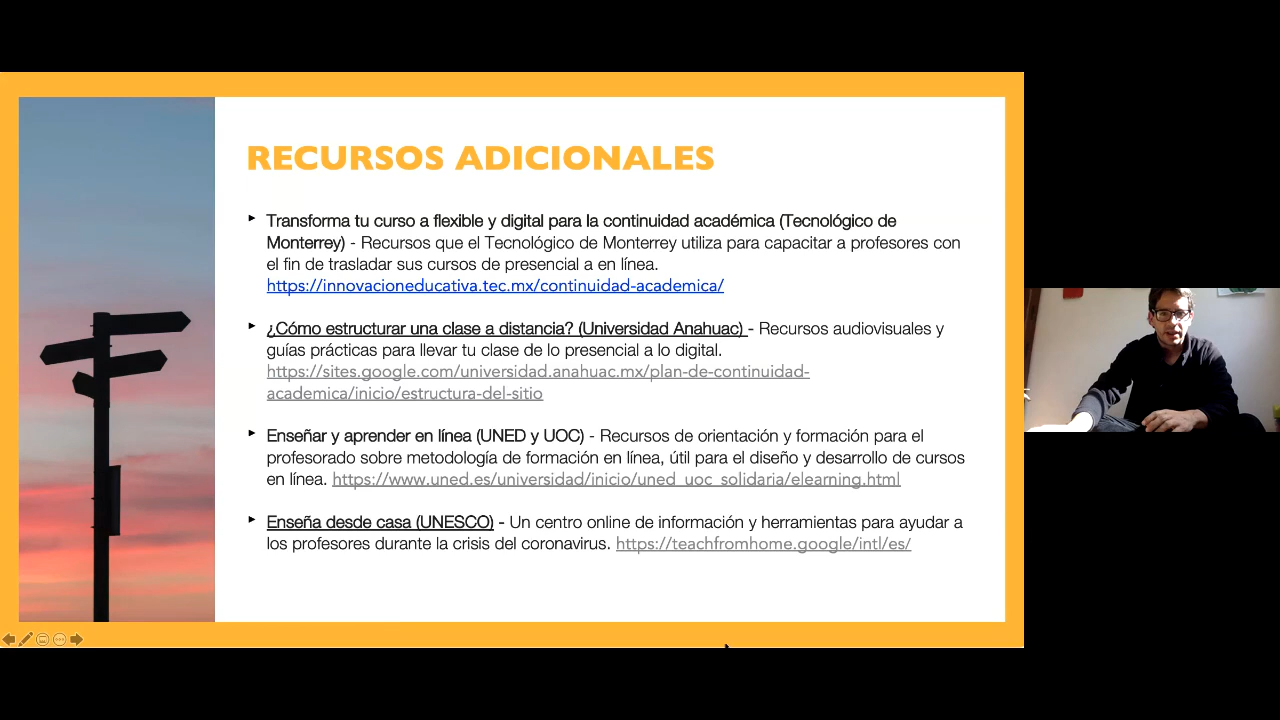 RECURSOS ADICIONALES
Transforma tu curso a flexible y digital para la continuidad académica (Tecnológico de
Monterrey) - Recursos que el Tecnológico de Monterrey utiliza para capacitar a profesores con
el fin de trasladar sus cursos de presencial a en línea.
https://innovacioneducativa.tec.mx/continuidad-academica/
¿Cómo estructurar una clase a distancia? (Universidad Anahuac) - Recursos audiovisuales y
guías prácticas para llevar tu clase de lo presencial a lo digital.
https://sites.google.com/universidad.anahuac.mx/plan-de-continuidad-
academica/inicio/estructura-del-sitio
Enseñar y aprender en línea (UNED y UOC) - Recursos de orientación y formación para el
profesorado sobre metodología de formación en línea, útil para el diseño y desarrollo de cursos
en línea. https://www.uned.es/universidad/inicio/uned_uoc_solidaria/elearning.html
Enseña desde casa (UNESCO) - Un centro online de información y herramientas para ayudar a
los profesores durante la crisis del coronavirus. https://teachfromhome.google/intl/es/